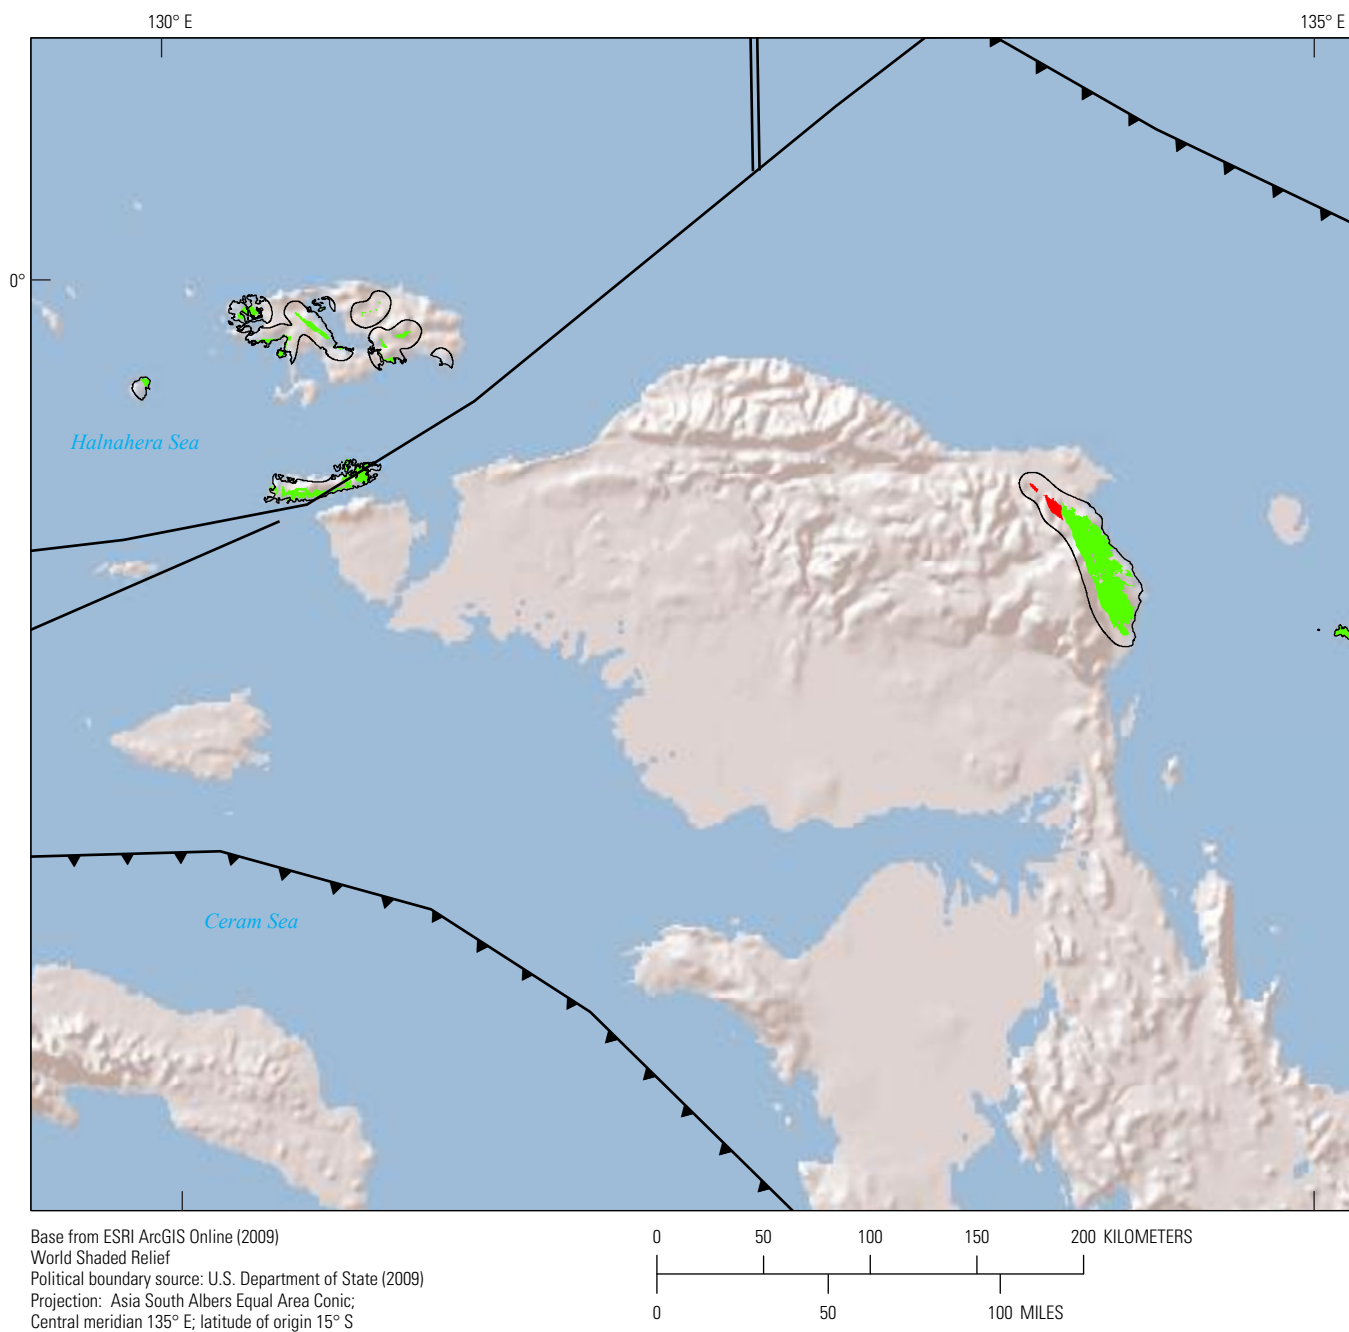 130° E
135° E
0°
Halnahera Sea
Ceram Sea
Base from ESRI ArcGIS Online (2009)
World Shaded Relief
Political boundary source: U.S. Department of State (2009)
Projection: Asia South Albers Equal Area Conic;
Central meridian 135° E; latitude of origin 15° S
0 50 100 150 200 KILOMETERS
0 50 100 MILES